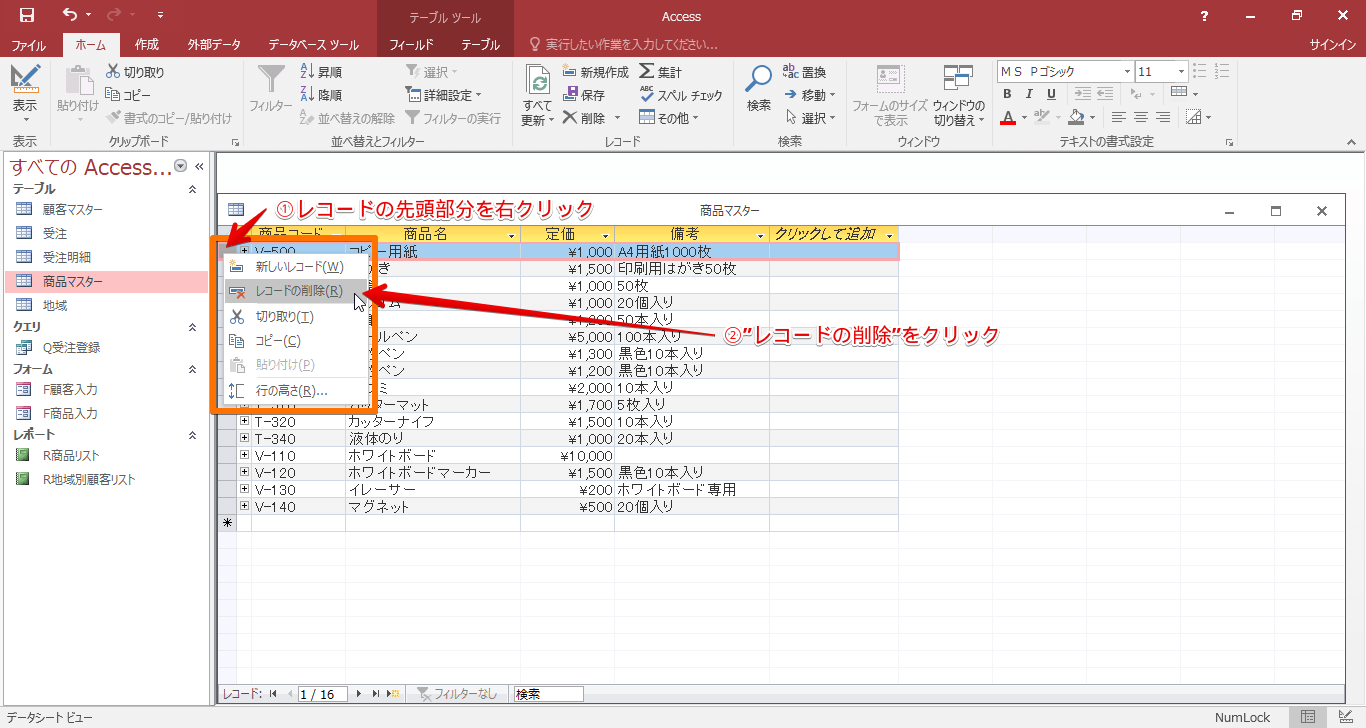 テーブル ツール
Access
?
ファイル
ホーム
作成
外部データ
データベース ツール
フィールド
テーブル
実行したい作業を入力してください...
サインイン
表示
貼り付け
切り取り
コピー
書式のコピー/貼り付け
フィルター
昇順
降順
並べ替えの解除
選択
詳細設定
フィルターの実行
すべて
更新
新規作成
保存
削除
集計
スペル チェック
その他
検索
置換
移動
選択
フォームのサイズ
で表示
ウィンドウの
切り替え
MS Pゴシック
11
B I U
表示
クリップボード
並べ替えとフィルター
レコード
検索
ウィンドウ
テキストの書式設定
すべての Access...
テーブル
顧客マスター
受注
受注明細
商品マスター
地域
クエリ
Q受注登録
フォーム
F顧客入力
F商品入力
レポート
R商品リスト
R地域別顧客リスト
①レコードの先頭部分を右クリック
商品マスター
商品コード 商品名 定価 備考 クリックして追加
V-500 コピー用紙 ¥1,000 A4用紙1000枚
¥1,500 印刷用はがき50枚
¥1,000 50枚
¥1,000 20個入り
¥1,200 50本入り
¥5,000 100本入り
¥1,300 黒色10本入り
¥1,200 黒色10本入り
¥2,000 10本入り
¥1,700 5枚入り
新しいレコード(W)
レコードの削除(R)
切り取り(T)
コピー(C)
貼り付け(P)
行の高さ(R)...
②”レコードの削除”をクリック
T-320 カッターナイフ ¥1,500 10本入り
T-340 液体のり ¥1,000 20本入り
V-110 ホワイトボード ¥10,000
V-120 ホワイトボードマーカー ¥1,500 黒色10本入り
V-130 イレーサー ¥200 ホワイトボード専用
V-140 マグネット ¥500 20個入り
レコード: 1 / 16 フィルターなし 検索
データシート ビュー
NumLock